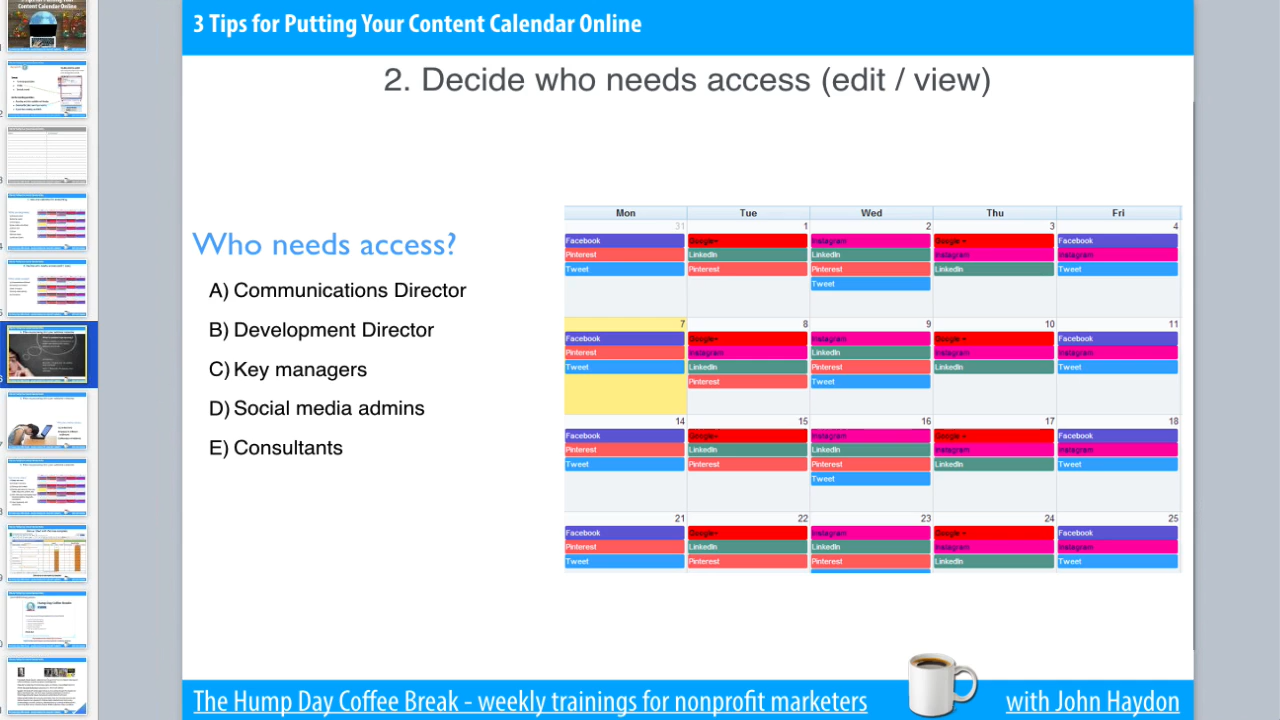 3 Tips for Putting Your Content Calendar Online
2. Decide who needs access (edit / view)
Who needs access?
A) Communications Director
B) Development Director
C) Key managers
D) Social media admins
E) Consultants
Mon Tue Wed Thu Fri
31 1 2 3 4
Facebook Google+ Instagram Google + Facebook
Pinterest LinkedIn LinkedIn Instagram Instagram
Tweet Pinterest Pinterest LinkedIn Tweet
Tweet
7 8 9 10 11
Facebook Google+ Instagram Google + Facebook
Pinterest Instagram LinkedIn Instagram Instagram
Tweet LinkedIn Pinterest LinkedIn Tweet
Pinterest Tweet
14 15 16 17 18
Facebook Google+ Instagram Google + Facebook
Pinterest LinkedIn LinkedIn Instagram Instagram
Tweet Pinterest Pinterest LinkedIn Tweet
Tweet
21 22 23 24 25
Facebook Google+ Instagram Google + Facebook
Pinterest LinkedIn LinkedIn Instagram Instagram
Tweet Pinterest Pinterest LinkedIn Tweet
The Hump Day Coffee Break - weekly trainings for nonprofit marketers with John Haydon